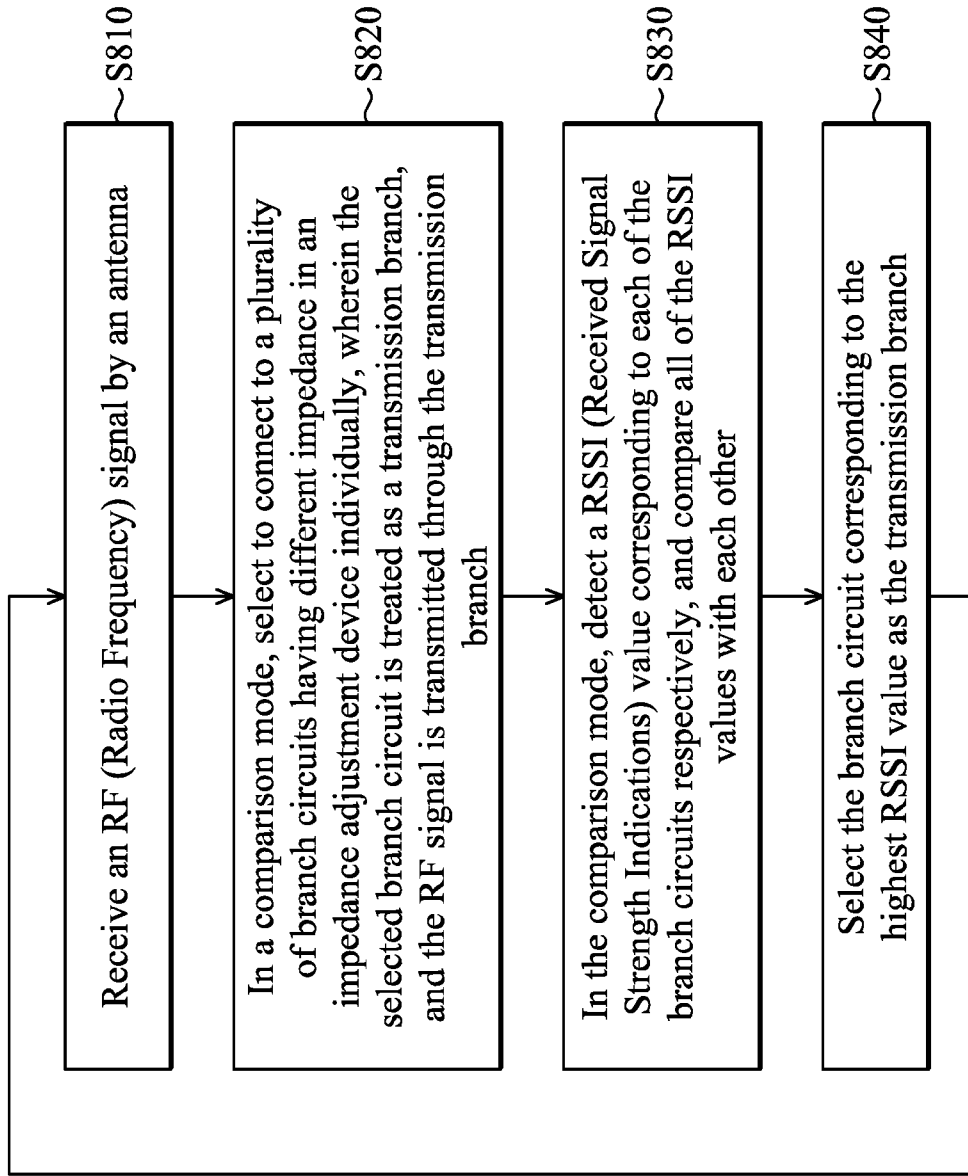 Receive an RF (Radio Frequency) signal by an antenna
S810
In a comparison mode, select to connect to a plurality
of branch circuits having different impedance in an
impedance adjustment device individually, wherein the
selected branch circuit is treated as a transmission branch,
and the RF signal is transmitted through the transmission
branch
S820
In the comparison mode, detect a RSSI (Received Signal
Strength Indications) value corresponding to each of the
branch circuits respectively, and compare all of the RSSI
values with each other
S830
Select the branch circuit corresponding to the
highest RSSI value as the transmission branch
S840